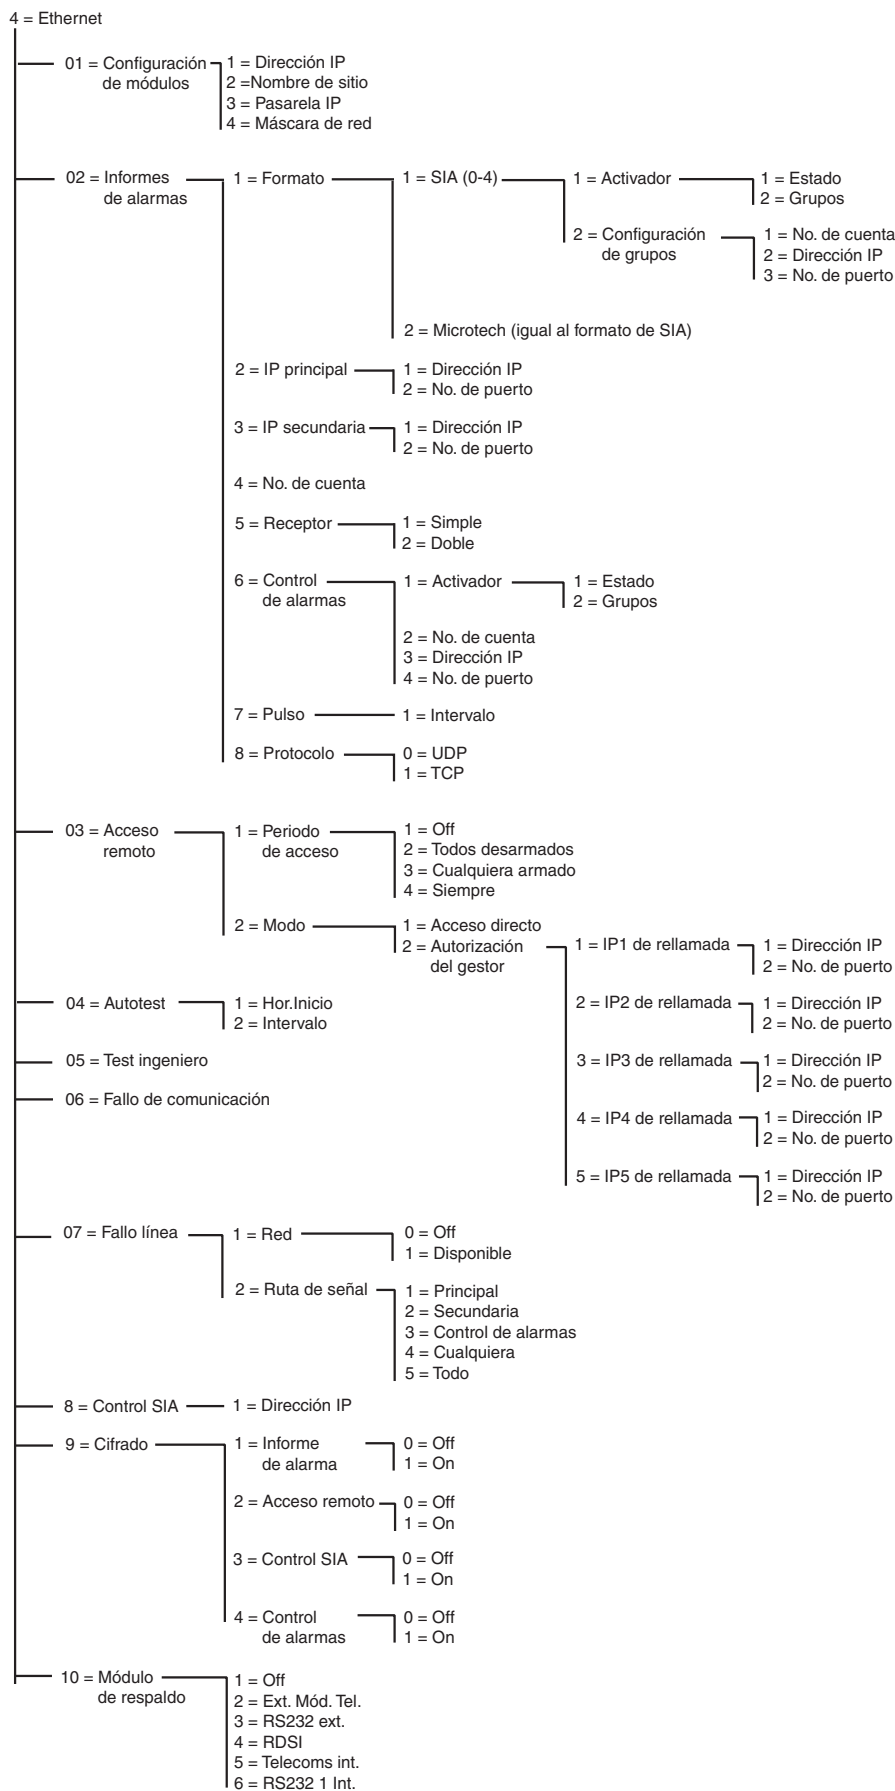 4 = Ethernet
01 = Configuración
de módulos
1 = Dirección IP
2 =Nombre de sitio
3 = Pasarela IP
4 = Máscara de red
02 = Informes
de alarmas
1 = Formato
1 = SIA (0-4)
1 = Activador
1 = Estado
2 = Grupos
2 = Configuración
de grupos
1 = No. de cuenta
2 = Dirección IP
3 = No. de puerto
2 = Microtech (igual al formato de SIA)
2 = IP principal
1 = Dirección IP
2 = No. de puerto
3 = IP secundaria
1 = Dirección IP
2 = No. de puerto
4 = No. de cuenta
5 = Receptor
1 = Simple
2 = Doble
6 = Control
de alarmas
1 = Activador
1 = Estado
2 = Grupos
2 = No. de cuenta
3 = Dirección IP
4 = No. de puerto
7 = Pulso
1 = Intervalo
8 = Protocolo
0 = UDP
1 = TCP
03 = Acceso
remoto
1 = Periodo
de acceso
1 = Off
2 = Todos desarmados
3 = Cualquiera armado
4 = Siempre
2 = Modo
1 = Acceso directo
2 = Autorización
del gestor
1 = IP1 de rellamada
1 = Dirección IP
2 = No. de puerto
2 = IP2 de rellamada
1 = Dirección IP
2 = No. de puerto
3 = IP3 de rellamada
1 = Dirección IP
2 = No. de puerto
4 = IP4 de rellamada
1 = Dirección IP
2 = No. de puerto
5 = IP5 de rellamada
1 = Dirección IP
2 = No. de puerto
04 = Autotest
1 = Hor.Inicio
2 = Intervalo
05 = Test ingeniero
06 = Fallo de comunicación
07 = Fallo línea
1 = Red
0 = Off
1 = Disponible
2 = Ruta de señal
1 = Principal
2 = Secundaria
3 = Control de alarmas
4 = Cualquiera
5 = Todo
8 = Control SIA
1 = Dirección IP
9 = Cifrado
1 = Informe
de alarma
0 = Off
1 = On
2 = Acceso remoto
0 = Off
1 = On
3 = Control SIA
0 = Off
1 = On
4 = Control
de alarmas
0 = Off
1 = On
10 = Módulo
de respaldo
1 = Off
2 = Ext. Mód. Tel.
3 = RS232 ext.
4 = RDSI
5 = Telecoms int.
6 = RS232 1 Int.